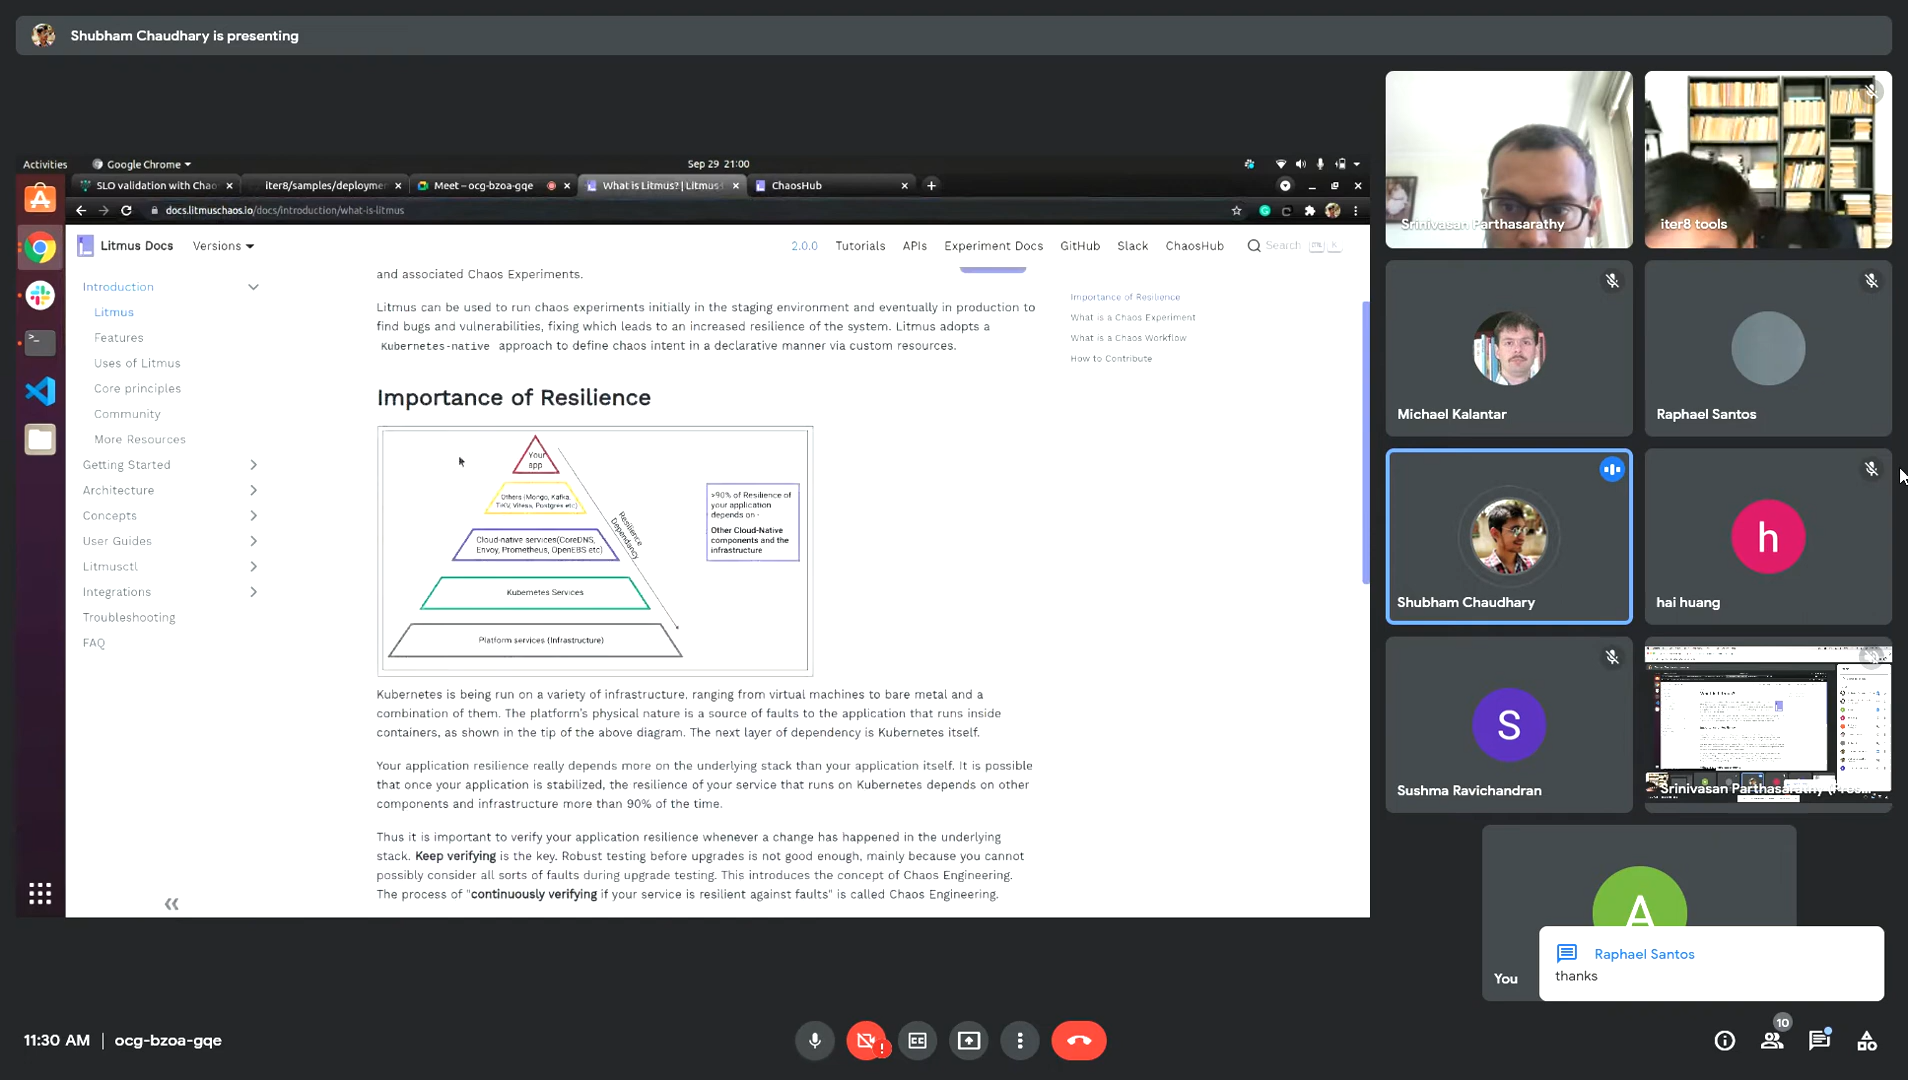 Shubham Chaudhary is presenting
Activities
Google Chrome
Sep 29 21:00
SLO validation with Chao
iter8/samples/deployme
Meet – ocg-bzoa-gqe
What is Litmus? | Litmus
ChaosHub
docs.litmuschaos.io/docs/introduction/what-is-litmus
Litmus Docs
Versions
2.0.0
Tutorials
APIs
Experiment Docs
GitHub
Slack
ChaosHub
Search
K
Introduction
Litmus
Features
Uses of Litmus
Core principles
Community
More Resources
Getting Started
Architecture
Concepts
User Guides
Litmusctl
Integrations
Troubleshooting
FAQ
and associated Chaos Experiments.
Litmus can be used to run chaos experiments initially in the staging environment and eventually in production to
find bugs and vulnerabilities, fixing which leads to an increased resilience of the system. Litmus adopts a
Kubernetes-native approach to define chaos intent in a declarative manner via custom resources.
Importance of Resilience
Your
app
Others (Mongo, Kafka,
TiKV, Vitess, Postgre etc)
Cloud-native services(CoreDNS,
Envoy, Prometheus, OpenEBS etc)
Kubernetes Services
Platform services (Infrastructure)
Resilience
Dependancy
>90% of Resilience of
your application
depends on -
Other Cloud-Native
components and the
infrastructure
Kubernetes is being run on a variety of infrastructure, ranging from virtual machines to bare metal and a
combination of them. The platform's physical nature is a source of faults to the application that runs inside
containers, as shown in the tip of the above diagram. The next layer of dependency is Kubernetes itself.
Your application resilience really depends more on the underlying stack than your application itself. It is possible
that once your application is stabilized, the resilience of your service that runs on Kubernetes depends on other
components and infrastructure more than 90% of the time.
Thus it is important to verify your application resilience whenever a change has happened in the underlying
stack. Keep verifying is the key. Robust testing before upgrades is not good enough, mainly because you cannot
possibly consider all sorts of faults during upgrade testing. This introduces the concept of Chaos Engineering.
The process of "continuously verifying if your service is resilient against faults" is called Chaos Engineering.
Importance of Resilience
What is a Chaos Experiment
What is a Chaos Workflow
How to Contribute
Srinivasan Parthasarathy
iter8 tools
Michael Kalantar
Raphael Santos
Shubham Chaudhary
h
hai huang
S
Sushma Ravichandran
Srinivasan Parthasarathy (Pres...
A
You
Raphael Santos
thanks
11:30 AM
ocg-bzoa-gqe
CC
10